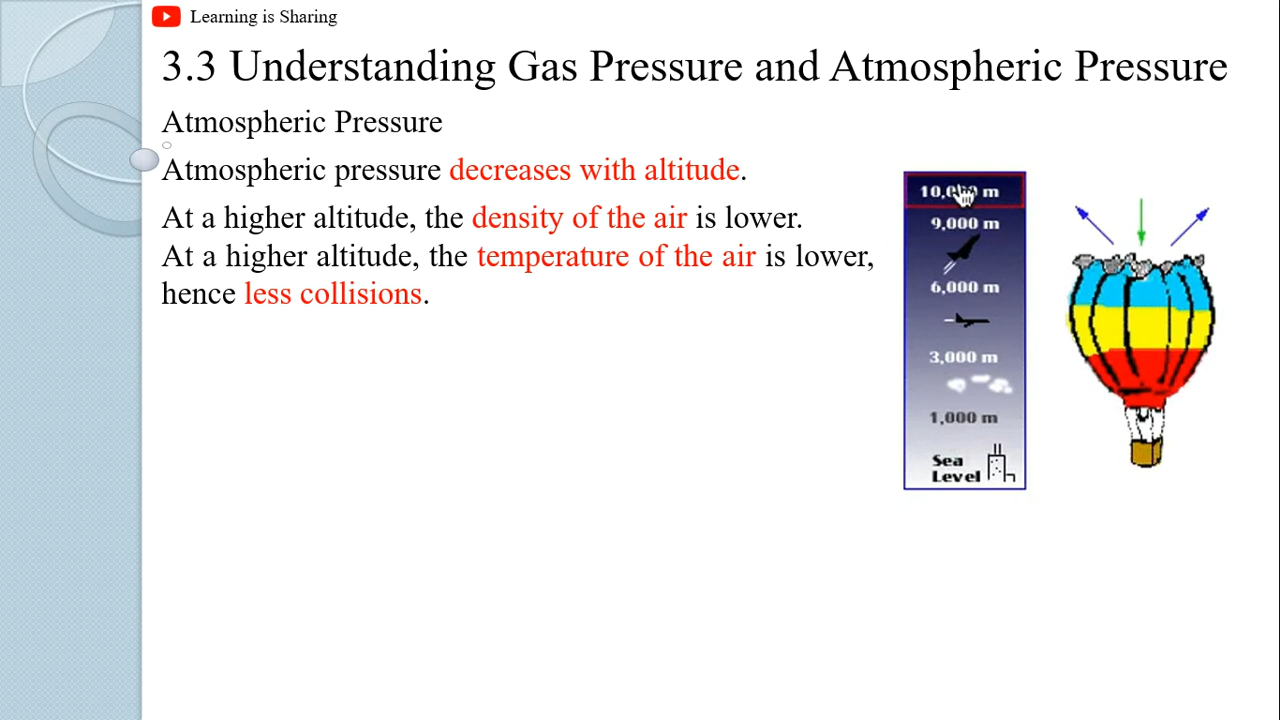 Learning is Sharing
3.3 Understanding Gas Pressure and Atmospheric Pressure
Atmospheric Pressure
Atmospheric pressure decreases with altitude.
At a higher altitude, the density of the air is lower.
At a higher altitude, the temperature of the air is lower,
hence less collisions.
10,000 m
9,000 m
6,000 m
3,000 m
1,000 m
Sea
Level